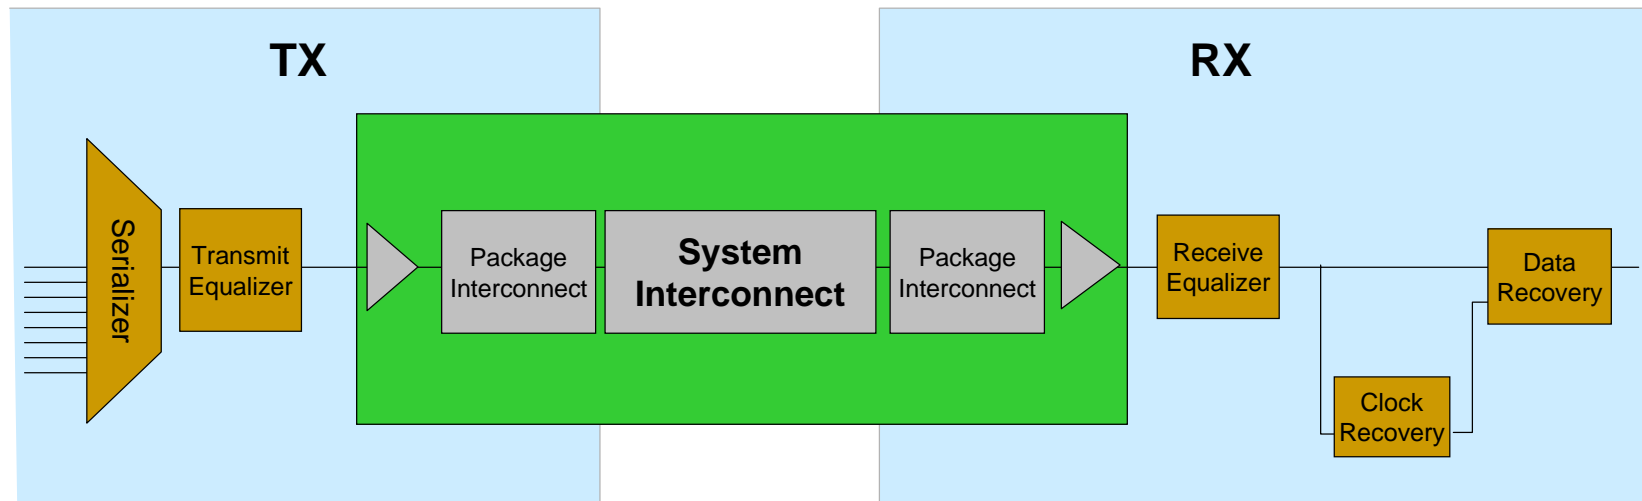 TX
RX
Serializer
Transmit
Equalizer
Package
Interconnect
System
Interconnect
Package
Interconnect
Receive
Equalizer
Data
Recovery
Clock
Recovery